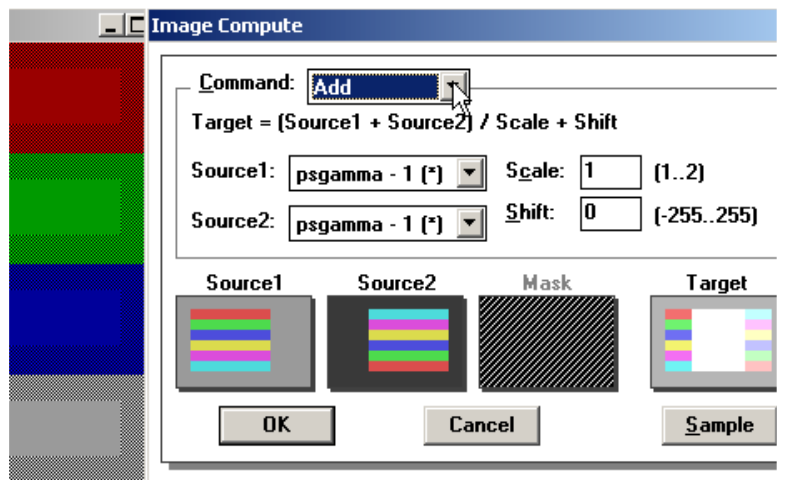 Image Compute
Command: Add
Target = (Source1 + Source2) / Scale + Shift
Source1: psgamma - 1 (*) Scale: 1 (1..2)
Source2: psgamma - 1 (*) Shift: 0 (-255..255)
Source1 Source2 Mask Target
OK Cancel Sample